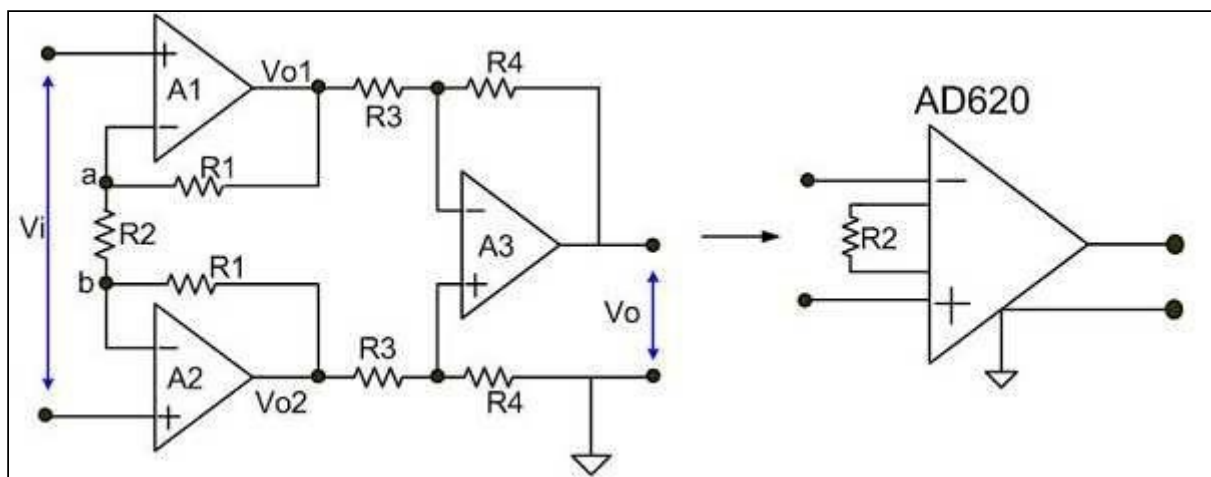 +
A1
−
Vo1
R3
R4
a
R1
Vi
R2
b
R1
−
A2
+
Vo2
R3
R4
−
A3
+
Vo
AD620
−
R2
+